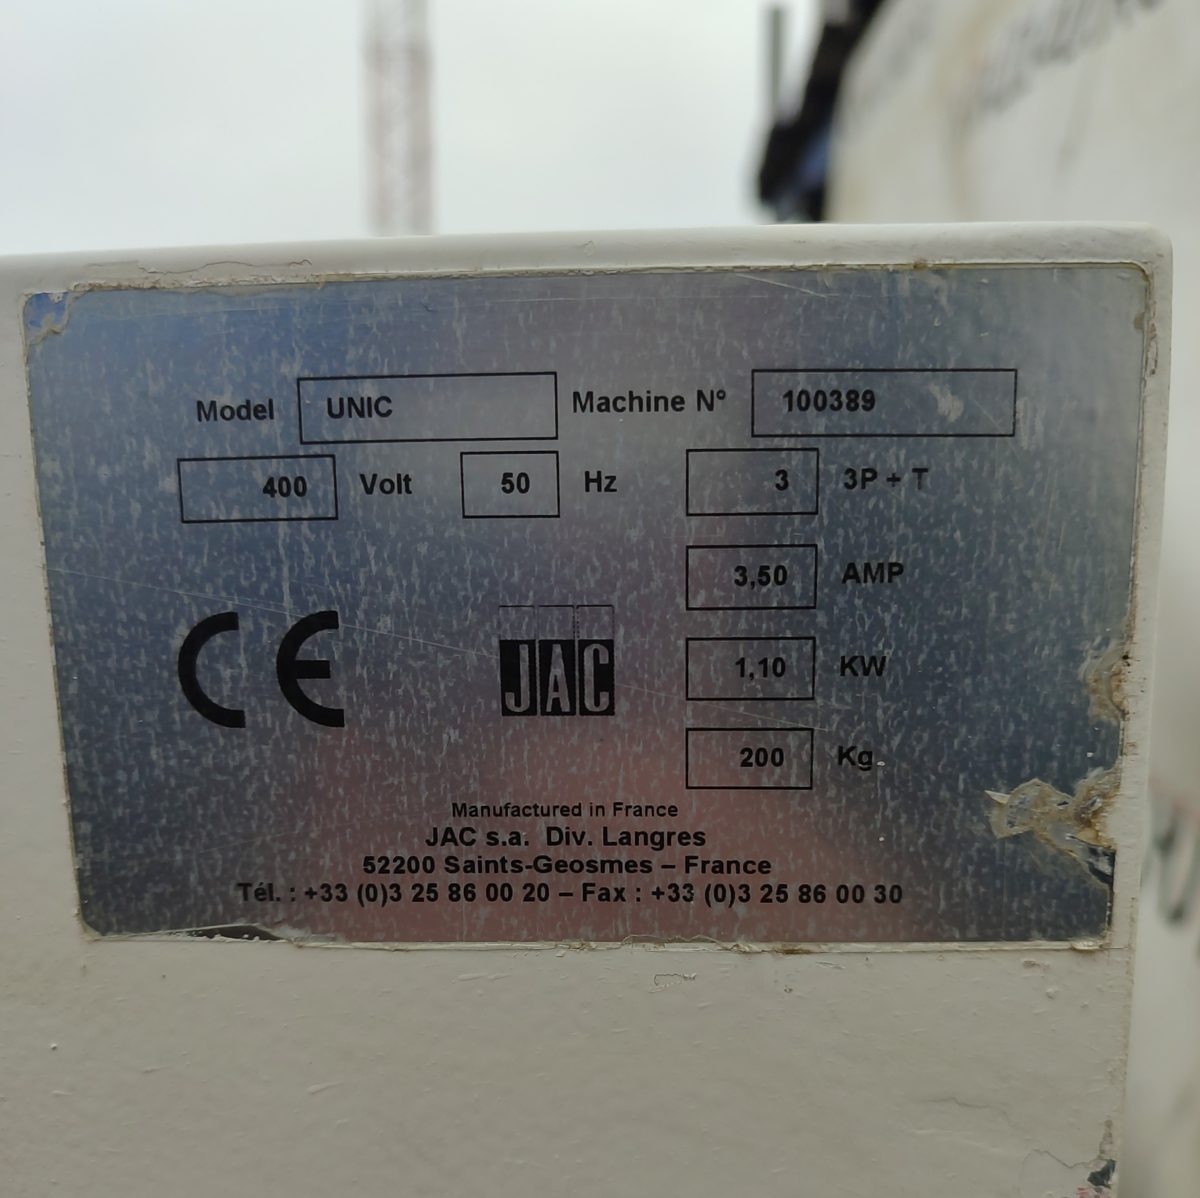 Model UNIC Machine N° 100389
400 Volt 50 Hz 3 3P + T
3,50 AMP
1,10 KW
CE JAC
200 Kg
Manufactured in France
JAC s.a. Div. Langres
52200 Saints-Geosmes – France
Tél. : +33 (0)3 25 86 00 20 – Fax : +33 (0)3 25 86 00 30